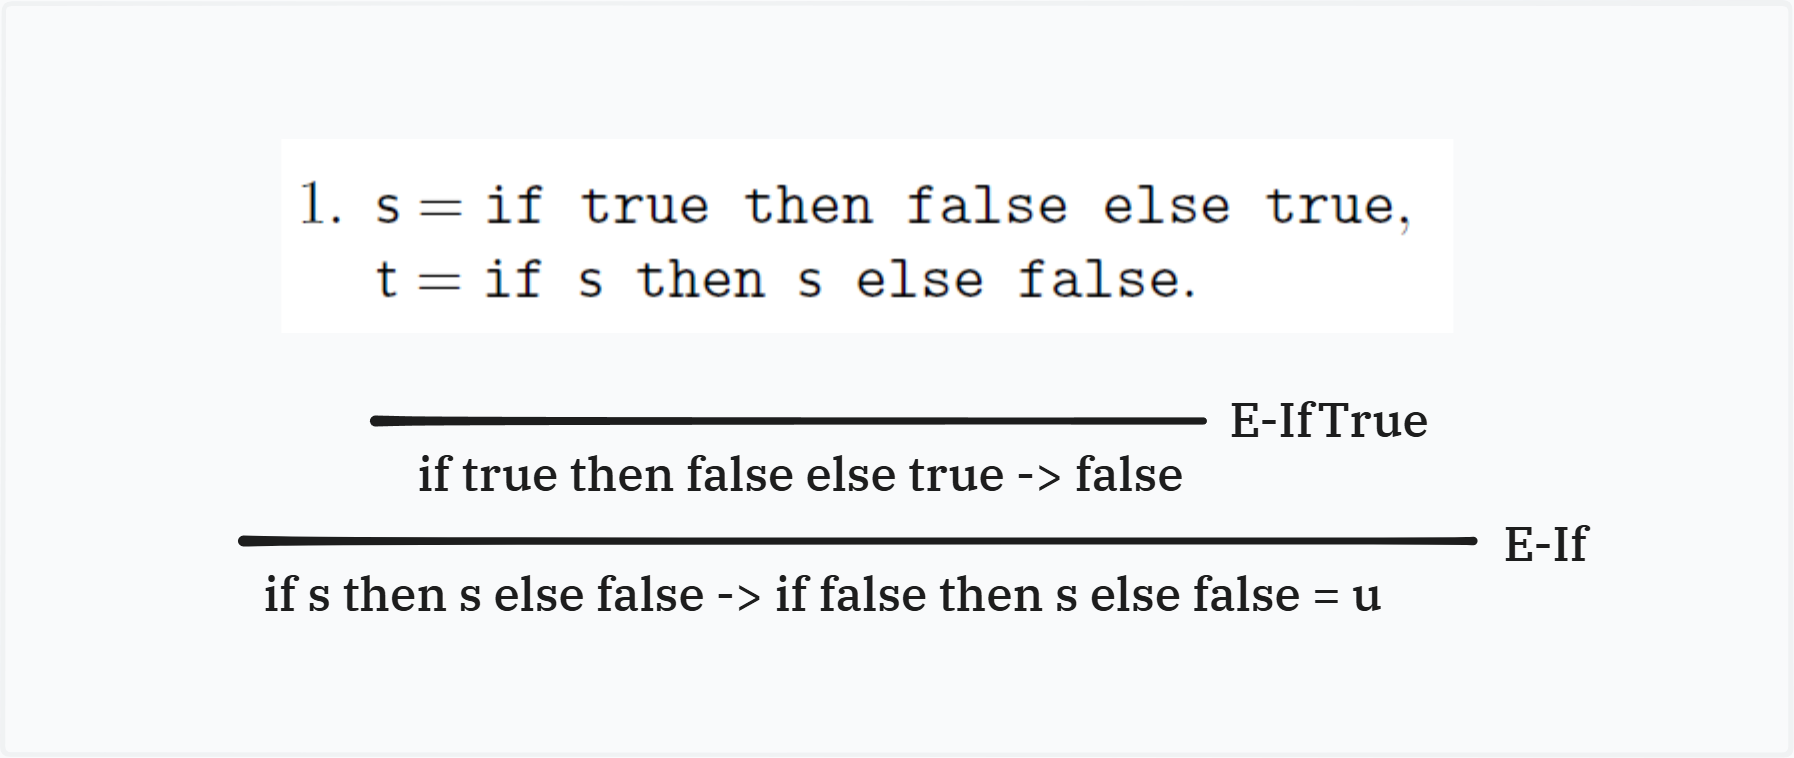 1. s = if true then false else true,
t = if s then s else false.
E-IfTrue
if true then false else true -> false
E-If
if s then s else false -> if false then s else false = u